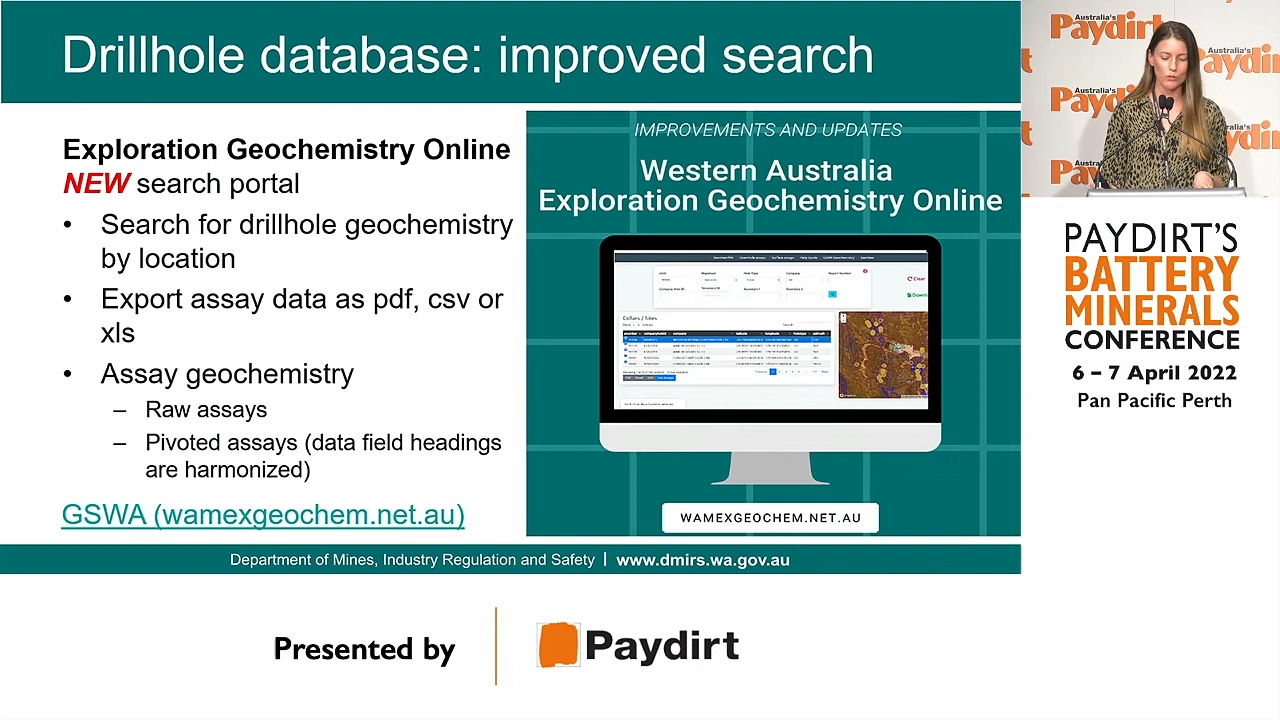 Drillhole database: improved search
Exploration Geochemistry Online
NEW search portal
• Search for drillhole geochemistry
by location
• Export assay data as pdf, csv or
xls
• Assay geochemistry
– Raw assays
– Pivoted assays (data field headings
are harmonized)
GSWA (wamexgeochem.net.au)
IMPROVEMENTS AND UPDATES
Western Australia
Exploration Geochemistry Online
Collars / Sites
WAMEXGEOCHEM.NET.AU
Department of Mines, Industry Regulation and Safety | www.dmirs.wa.gov.au
Australia's
Paydirt
Australia's
Paydirt
Australia's
PAYDIRT'S
BATTERY
MINERALS
CONFERENCE
6 – 7 April 2022
Pan Pacific Perth
Presented by
Paydirt